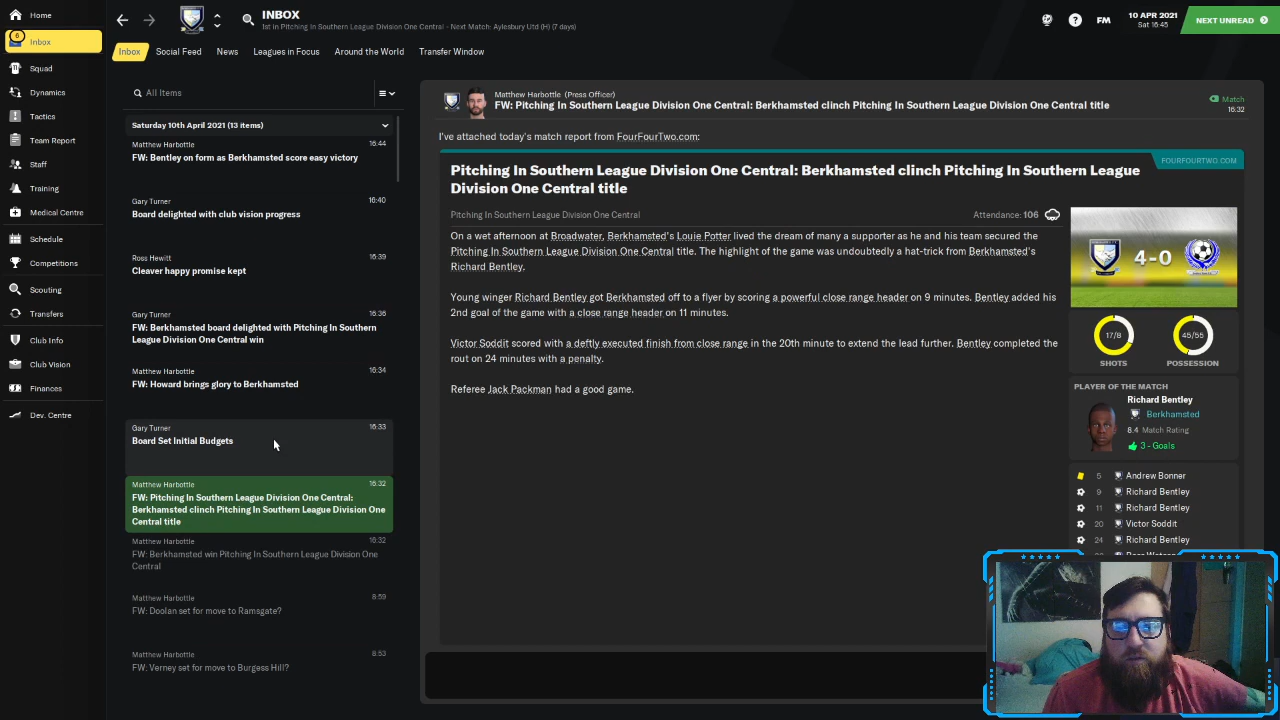 Home
INBOX
1st in Pitching In Southern League Division One Central - Next Match: Aylesbury Utd (H) (7 days)
FM
10 APR 2021
Sat 16:45
NEXT UNREAD
6
Inbox
Squad
Dynamics
Tactics
Team Report
Staff
Training
Medical Centre
Schedule
Competitions
Scouting
Transfers
Club Info
Club Vision
Finances
Dev. Centre
Inbox
Social Feed
News
Leagues in Focus
Around the World
Transfer Window
All Items
Saturday 10th April 2021 (13 items)
Matthew Harbottle
16:44
FW: Bentley on form as Berkhamsted score easy victory
Gary Turner
16:40
Board delighted with club vision progress
Ross Hewitt
16:39
Cleaver happy promise kept
Gary Turner
16:36
FW: Berkhamsted board delighted with Pitching In Southern
League Division One Central win
Matthew Harbottle
16:34
FW: Howard brings glory to Berkhamsted
Gary Turner
16:33
Board Set Initial Budgets
Matthew Harbottle
16:32
FW: Pitching In Southern League Division One Central:
Berkhamsted clinch Pitching In Southern League Division One
Central title
Matthew Harbottle
16:32
FW: Berkhamsted win Pitching In Southern League Division One
Central
Matthew Harbottle
8:59
FW: Doolan set for move to Ramsgate?
Matthew Harbottle
8:53
FW: Verney set for move to Burgess Hill?
Matthew Harbottle (Press Officer)
FW: Pitching In Southern League Division One Central: Berkhamsted clinch Pitching In Southern League Division One Central title
Match
16:32
I've attached today's match report from FourFourTwo.com:
FOURFOURTWO.COM
Pitching In Southern League Division One Central: Berkhamsted clinch Pitching In Southern League
Division One Central title
Pitching In Southern League Division One Central
Attendance: 106
On a wet afternoon at Broadwater, Berkhamsted's Louie Potter lived the dream of many a supporter as he and his team secured the
Pitching In Southern League Division One Central title. The highlight of the game was undoubtedly a hat-trick from Berkhamsted's
Richard Bentley.
Young winger Richard Bentley got Berkhamsted off to a flyer by scoring a powerful close range header on 9 minutes. Bentley added his
2nd goal of the game with a close range header on 11 minutes.
Victor Soddit scored with a deftly executed finish from close range in the 20th minute to extend the lead further. Bentley completed the
rout on 24 minutes with a penalty.
Referee Jack Packman had a good game.
4-0
17/8
SHOTS
45/55
POSSESSION
PLAYER OF THE MATCH
Richard Bentley
Berkhamsted
8.4 Match Rating
3 - Goals
5 Andrew Bonner
9 Richard Bentley
11 Richard Bentley
20 Victor Soddit
24 Richard Bentley